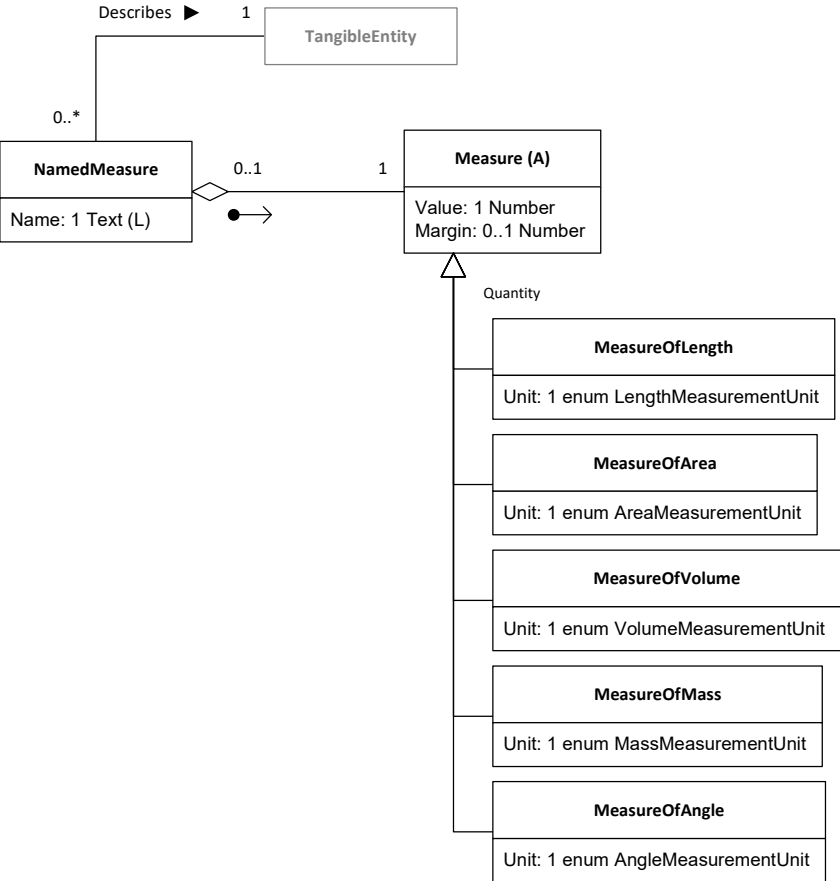 Describes ► 1
TangibleEntity
0..*
NamedMeasure
Name: 1 Text (L)
0..1
1
Measure (A)
Value: 1 Number
Margin: 0..1 Number
Quantity
MeasureOfLength
Unit: 1 enum LengthMeasurementUnit
MeasureOfArea
Unit: 1 enum AreaMeasurementUnit
MeasureOfVolume
Unit: 1 enum VolumeMeasurementUnit
MeasureOfMass
Unit: 1 enum MassMeasurementUnit
MeasureOfAngle
Unit: 1 enum AngleMeasurementUnit